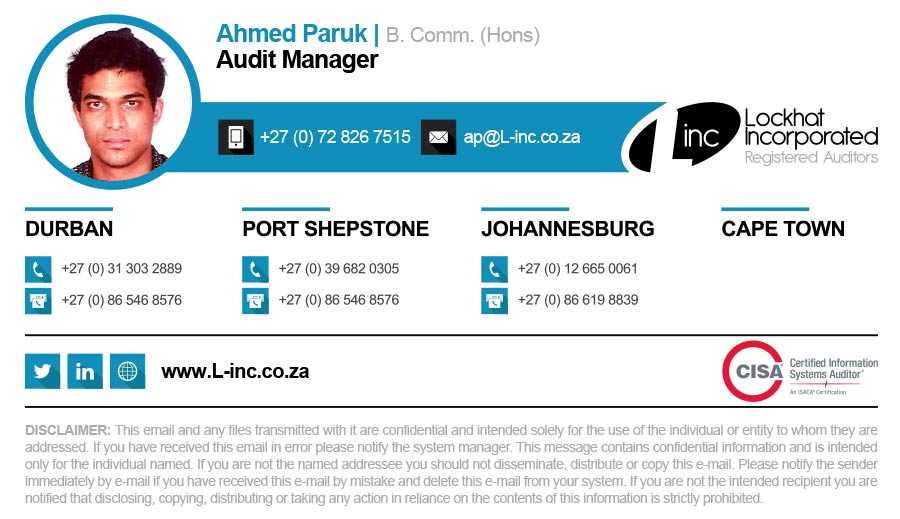 Ahmed Paruk | B. Comm. (Hons)
Audit Manager
+27 (0) 72 826 7515
ap@L-inc.co.za
inc
Lockhat
Incorporated
Registered Auditors
DURBAN
+27 (0) 31 303 2889
+27 (0) 86 546 8576
PORT SHEPSTONE
+27 (0) 39 682 0305
+27 (0) 86 546 8576
JOHANNESBURG
+27 (0) 12 665 0061
+27 (0) 86 619 8839
CAPE TOWN
in
www.L-inc.co.za
CISA
Certified Information
Systems Auditor®
An ISACA® Certification
DISCLAIMER: This email and any files transmitted with it are confidential and intended solely for the use of the individual or entity to whom they are
addressed. If you have received this email in error please notify the system manager. This message contains confidential information and is intended
only for the individual named. If you are not the named addressee you should not disseminate, distribute or copy this e-mail. Please notify the sender
immediately by e-mail if you have received this e-mail by mistake and delete this e-mail from your system. If you are not the intended recipient you are
notified that disclosing, copying, distributing or taking any action in reliance on the contents of this information is strictly prohibited.